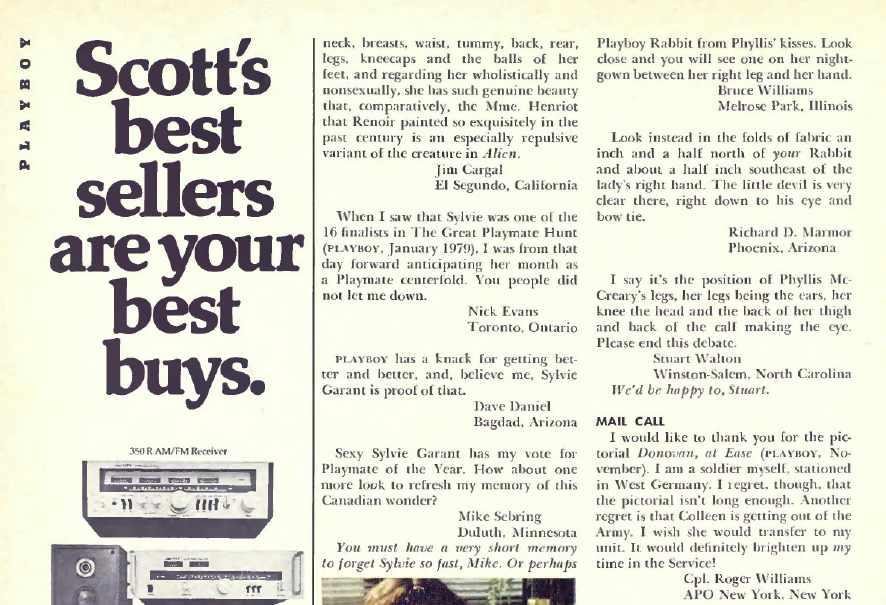 PLAYBOY
Scott's
best
sellers
are your
best
buys.
350 R AM/FM Receiver
neck, breasts, waist, tummy, back, rear,
legs, kneecaps and the balls of her
feet, and regarding her wholistically and
nonsexually, she has such genuine beauty
that, comparatively, the Mme. Henriot
that Renoir painted so exquisitely in the
past century is an especially repulsive
variant of the creature in Alien.
Jim Cargal
El Segundo, California
When I saw that Sylvie was one of the
16 finalists in The Great Playmate Hunt
(PLAYBOY, January 1979), I was from that
day forward anticipating her month as
a Playmate centerfold. You people did
not let me down.
Nick Evans
Toronto, Ontario
PLAYBOY has a knack for getting bet-
ter and better, and, believe me, Sylvie
Garant is proof of that.
Dave Daniel
Bagdad, Arizona
Sexy Sylvie Garant has my vote for
Playmate of the Year. How about one
more look to refresh my memory of this
Canadian wonder?
Mike Sebring
Duluth, Minnesota
You must have a very short memory
to forget Sylvie so fast, Mike. Or perhaps
Playboy Rabbit from Phyllis' kisses. Look
close and you will see one on her night-
gown between her right leg and her hand.
Bruce Williams
Melrose Park, Illinois
Look instead in the folds of fabric an
inch and a half north of your Rabbit
and about a half inch southeast of the
lady's right hand. The little devil is very
clear there, right down to his eye and
bow tie.
Richard D. Marmor
Phoenix, Arizona
I say it's the position of Phyllis Mc-
Creary's legs, her legs being the ears, her
knee the head and the back of her thigh
and back of the calf making the eye.
Please end this debate.
Stuart Walton
Winston-Salem, North Carolina
We'd be happy to, Stuart.
MAIL CALL
I would like to thank you for the pic-
torial Donovan, at Ease (PLAYBOY, No-
vember). I am a soldier myself, stationed
in West Germany. I regret, though, that
the pictorial isn't long enough. Another
regret is that Colleen is getting out of the
Army. I wish she would transfer to my
unit. It would definitely brighten up my
time in the Service!
Cpl. Roger Williams
APO New York, New York